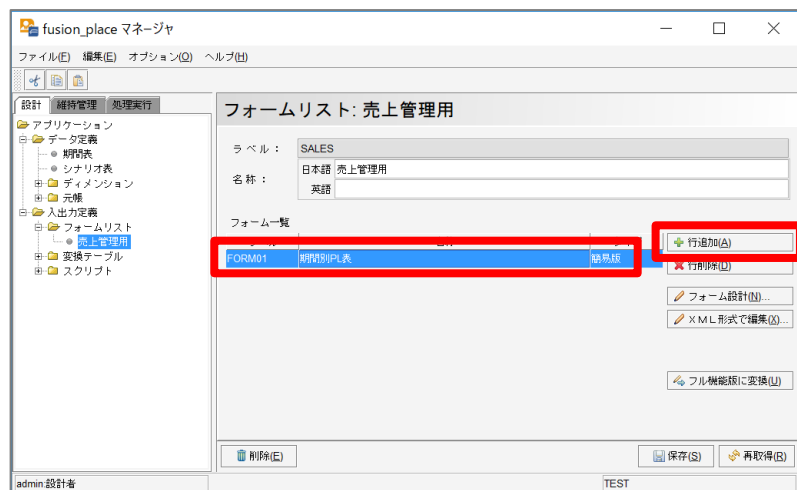 fusion_place マネージャ
ファイル(F) 編集(E) オプション(O) ヘルプ(H)
設計 維持管理 処理実行
アプリケーション
データ定義
期間表
シナリオ表
ディメンション
元帳
入出力定義
フォームリスト
売上管理用
変換テーブル
スクリプト
フォームリスト: 売上管理用
ラベル: SALES
名称: 日本語 売上管理用
英語
フォーム一覧
FORM01 期間別PL表 簡易版
行追加(A)
行削除(D)
フォーム設計(N)...
XML形式で編集(X)...
フル機能版に変換(U)
削除(E) 保存(S) 再取得(R)
admin:設計者 TEST